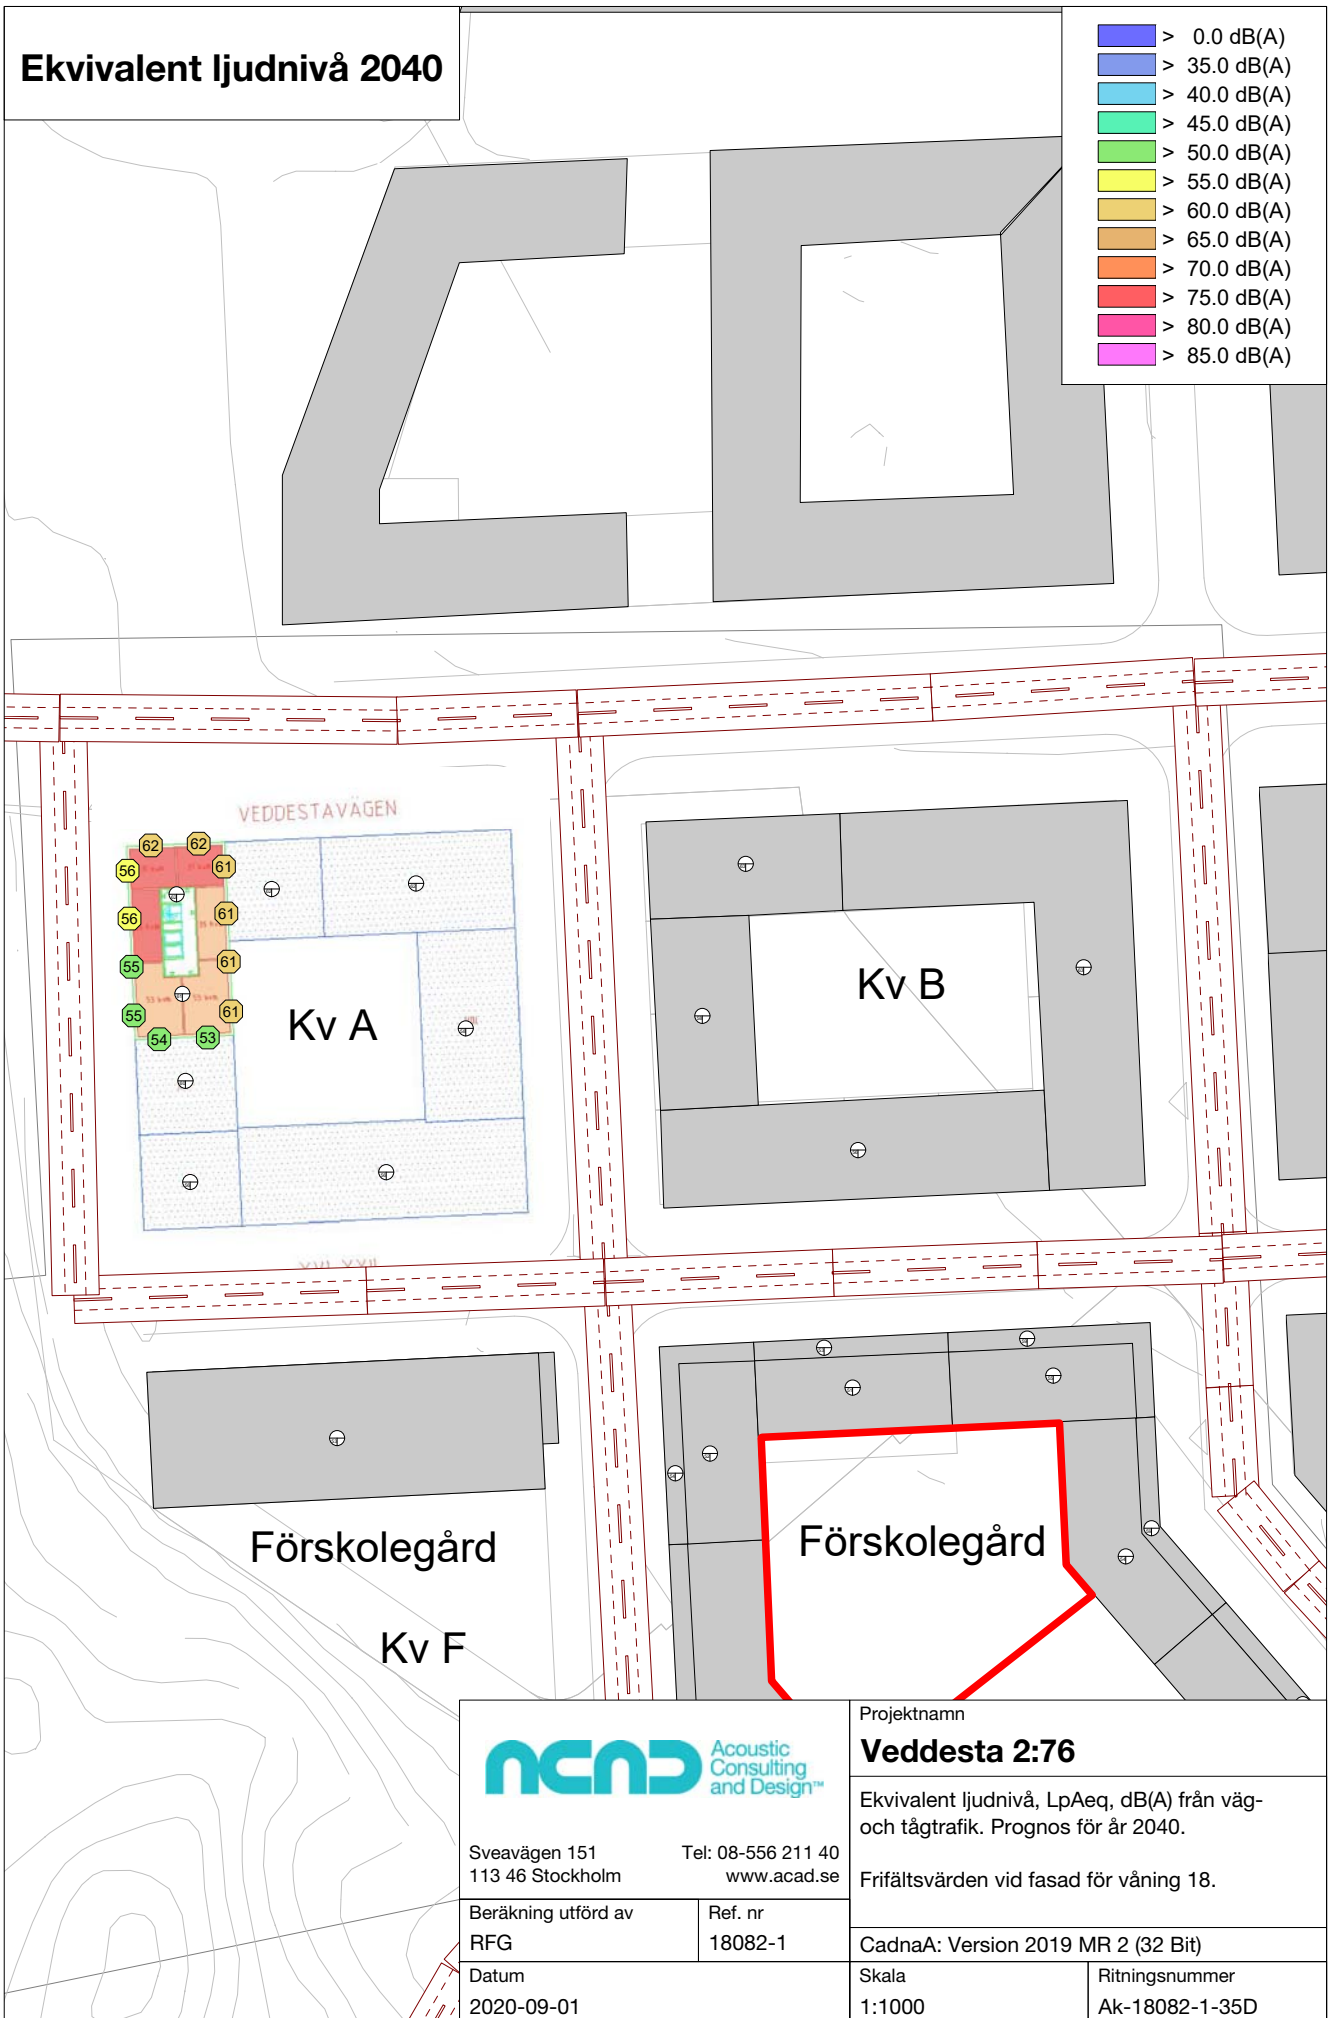 Ekvivalent ljudnivå 2040
> 0.0 dB(A)
> 35.0 dB(A)
> 40.0 dB(A)
> 45.0 dB(A)
> 50.0 dB(A)
> 55.0 dB(A)
> 60.0 dB(A)
> 65.0 dB(A)
> 70.0 dB(A)
> 75.0 dB(A)
> 80.0 dB(A)
> 85.0 dB(A)
VEDDESTAVÄGEN
62 62
56 61
56 61
55 61
55 61
54 53
Kv A
Kv B
Förskolegård
Förskolegård
Kv F
ACAD
Acoustic
Consulting
and Design™
Sveavägen 151
113 46 Stockholm
Tel: 08-556 211 40
www.acad.se
Beräkning utförd av
RFG
Ref. nr
18082-1
Datum
2020-09-01
Projektnamn
Veddesta 2:76
Ekvivalent ljudnivå, LpAeq, dB(A) från väg-
och tågtrafik. Prognos för år 2040.
Frifältsvärden vid fasad för våning 18.
CadnaA: Version 2019 MR 2 (32 Bit)
Skala
1:1000
Ritningsnummer
Ak-18082-1-35D